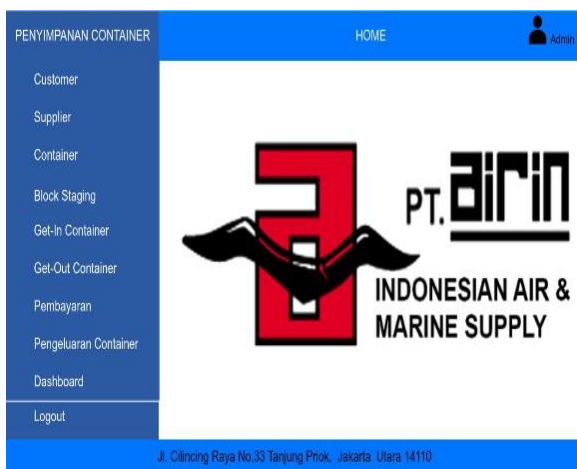 PENYIMPANAN CONTAINER
HOME
Admin
Customer
Supplier
Container
Block Staging
Get-In Container
Get-Out Container
Pembayaran
Pengeluaran Container
Dashboard
Logout
PT. airin
INDONESIAN AIR &
MARINE SUPPLY
Jl. Cilincing Raya No.33 Tanjung Priok, Jakarta Utara 14110